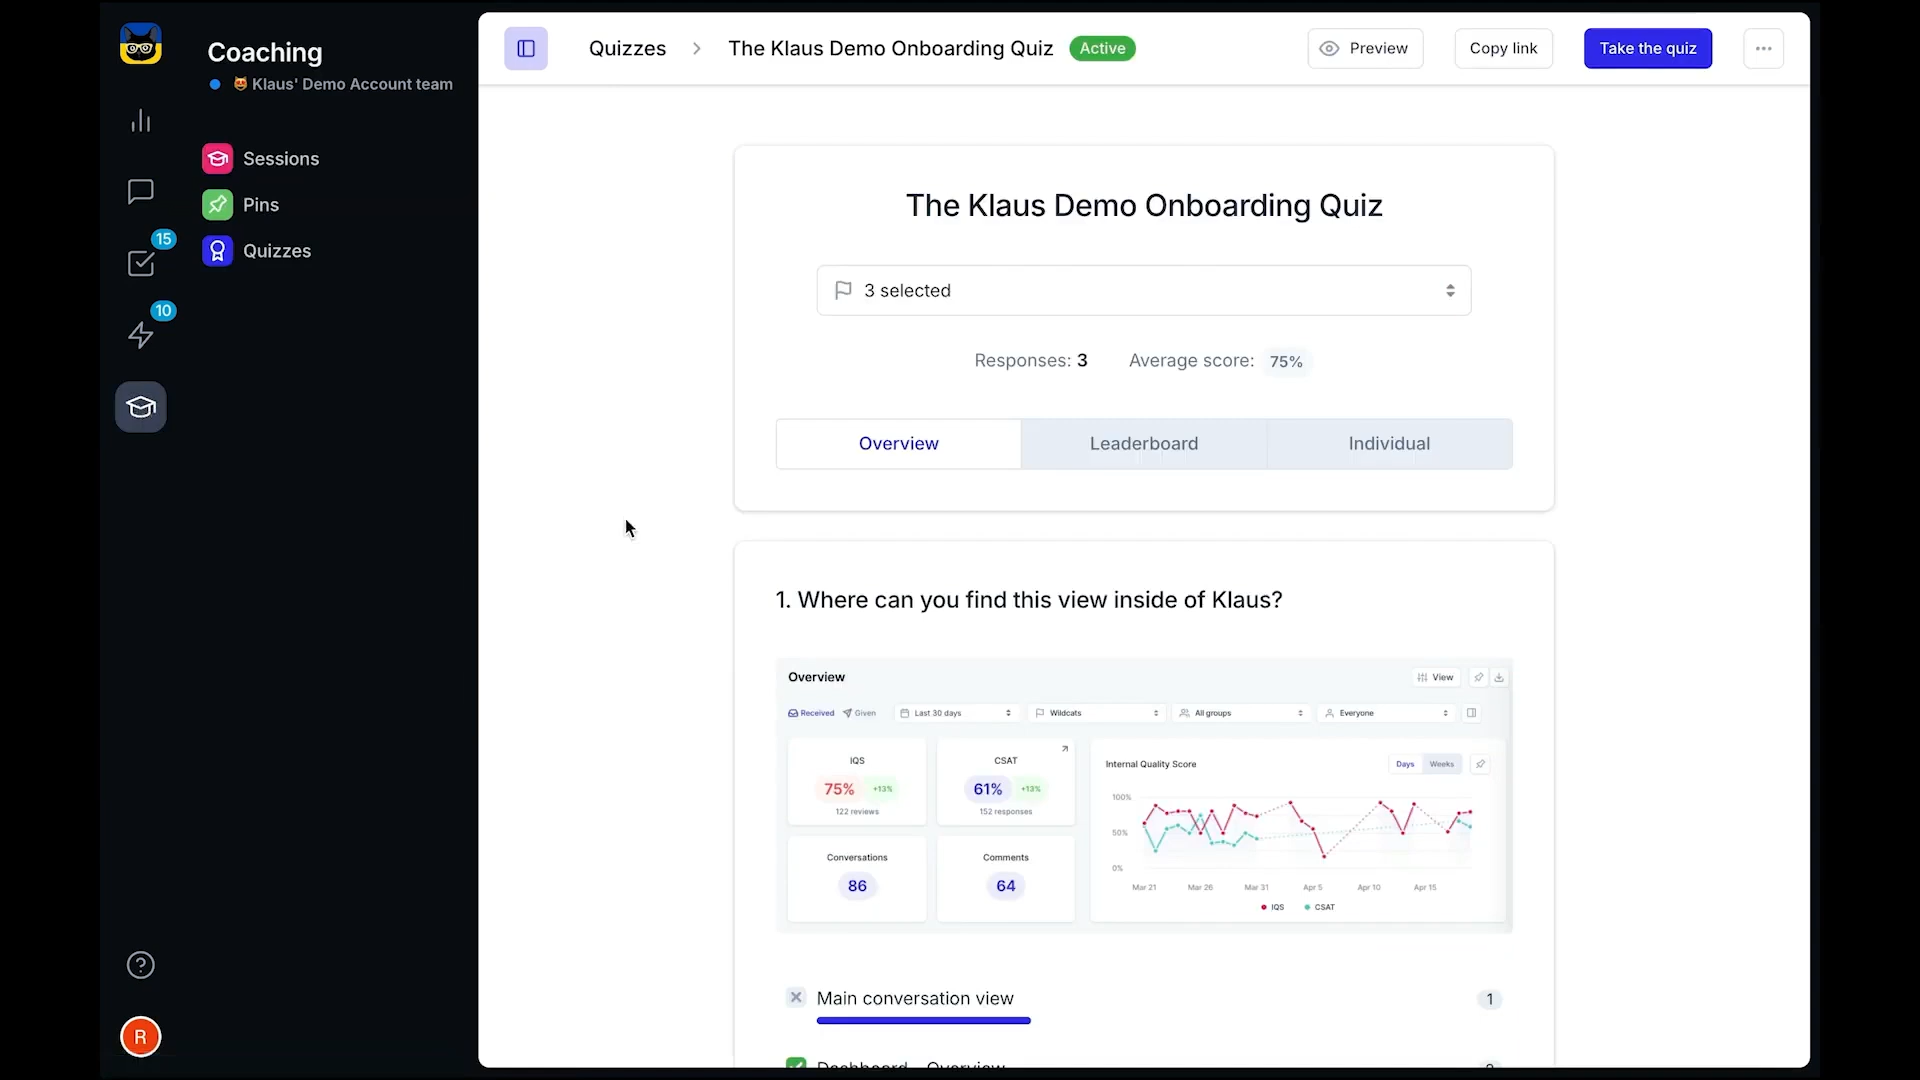 Coaching
Klaus' Demo Account team
Sessions
Pins
Quizzes
15
10
R
Quizzes > The Klaus Demo Onboarding Quiz Active
Preview
Copy link
Take the quiz
The Klaus Demo Onboarding Quiz
3 selected
Responses: 3 Average score: 75%
Overview Leaderboard Individual
1. Where can you find this view inside of Klaus?
Overview
View
Received Given Last 30 days Wildcats All groups Everyone
IQS
75% +13%
122 reviews
CSAT
61% +13%
152 responses
Conversations
86
Comments
64
Internal Quality Score
Days Weeks
100%
50%
0%
Mar 21 Mar 26 Mar 31 Apr 5 Apr 10 Apr 15
IQS CSAT
Main conversation view 1
Dashboard - Overview